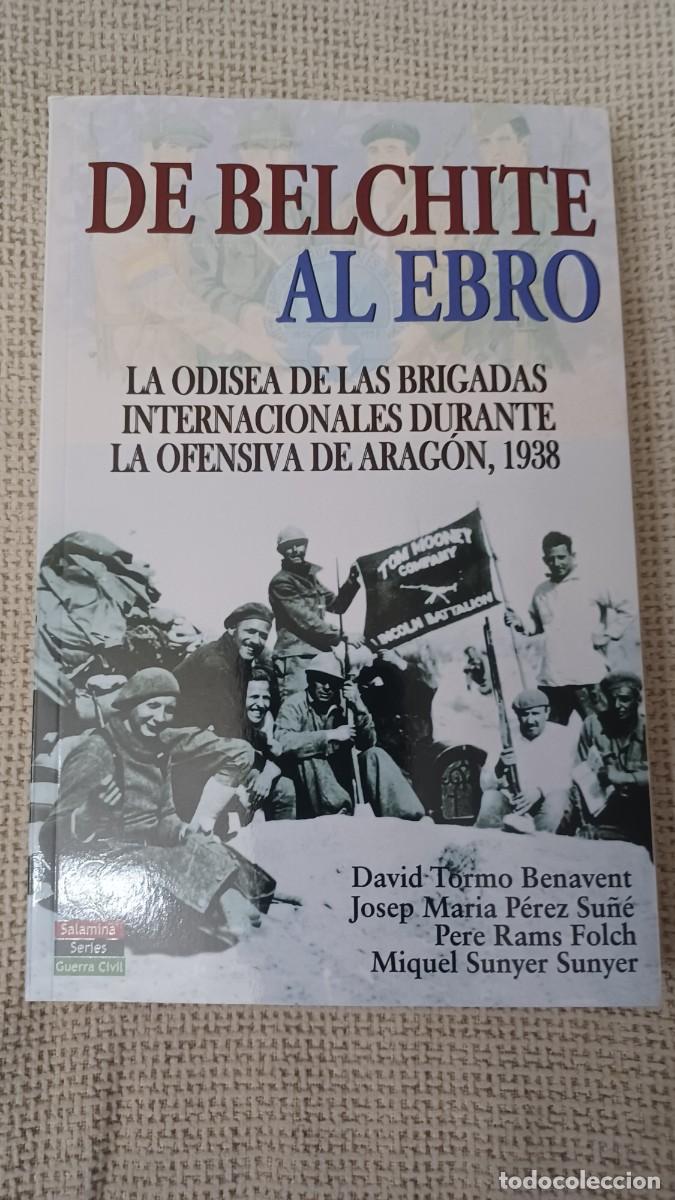 DE BELCHITE
AL EBRO
LA ODISEA DE LAS BRIGADAS
INTERNACIONALES DURANTE
LA OFENSIVA DE ARAGÓN, 1938
TOM MOONEY
COMPANY
LINCOLN BATTALION
David Tormo Benavent
Josep Maria Pérez Suñé
Pere Rams Folch
Miquel Sunyer Sunyer
Salamina
Series
Guerra Civil
todocoleccion